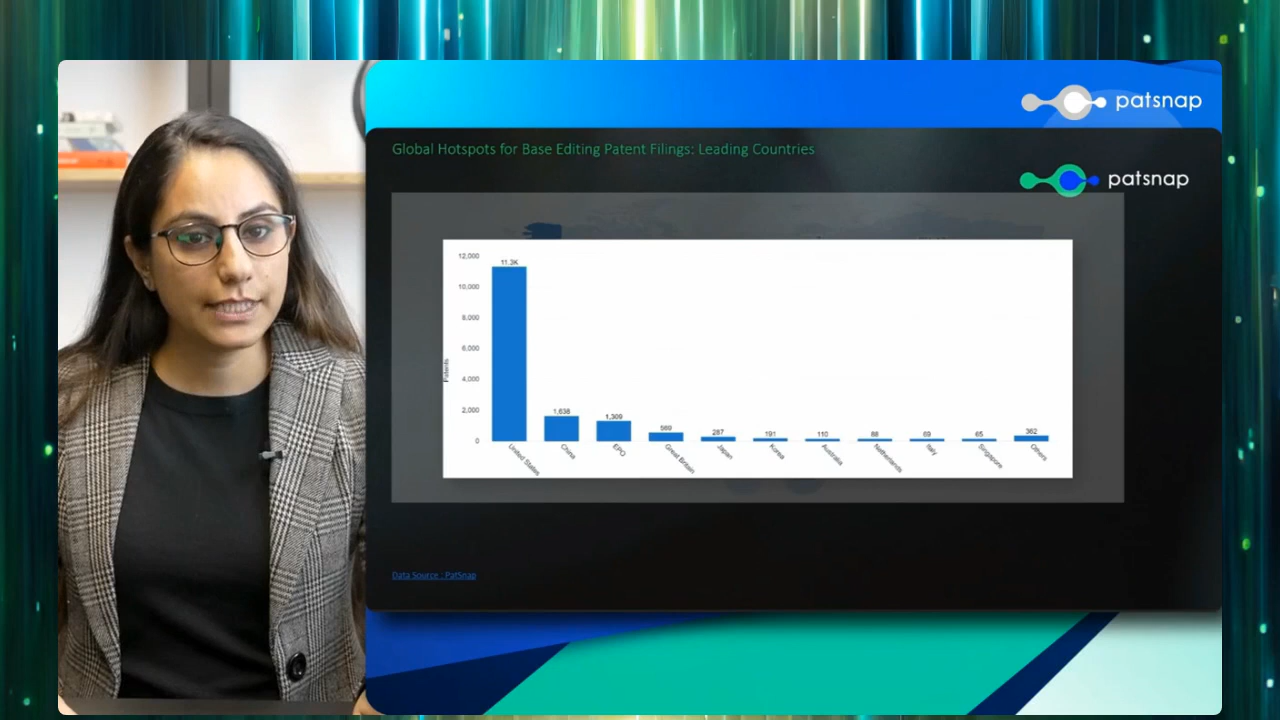 patsnap
Global Hotspots for Base Editing Patent Filings: Leading Countries
patsnap
12,000
10,000
8,000
6,000
4,000
2,000
0
Patents
11.3K
1,638
1,309
569
287
191
110
88
69
65
362
United States
China
EPO
Great Britain
Japan
Korea
Australia
Netherlands
Italy
Singapore
Others
Data Source : PatSnap